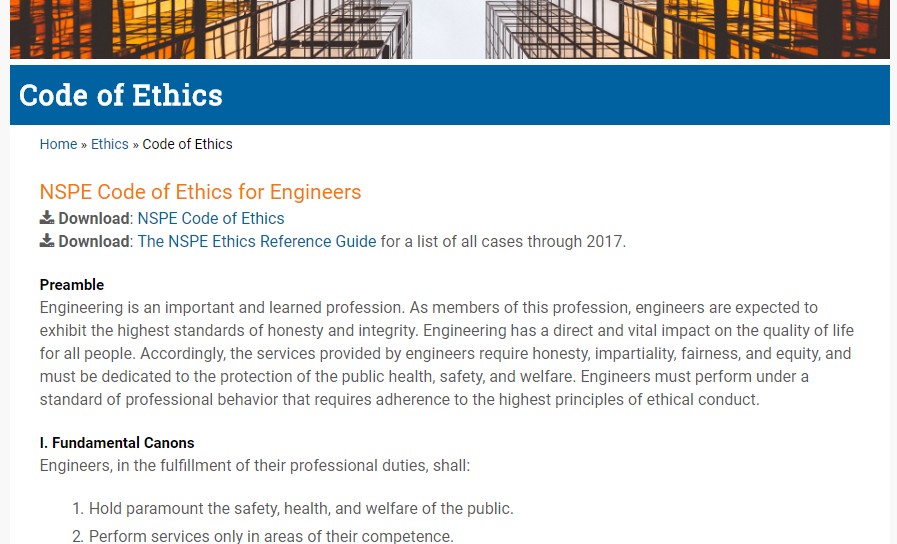 Code of Ethics
Home » Ethics » Code of Ethics
NSPE Code of Ethics for Engineers
Download: NSPE Code of Ethics
Download: The NSPE Ethics Reference Guide for a list of all cases through 2017.
Preamble
Engineering is an important and learned profession. As members of this profession, engineers are expected to
exhibit the highest standards of honesty and integrity. Engineering has a direct and vital impact on the quality of life
for all people. Accordingly, the services provided by engineers require honesty, impartiality, fairness, and equity, and
must be dedicated to the protection of the public health, safety, and welfare. Engineers must perform under a
standard of professional behavior that requires adherence to the highest principles of ethical conduct.
I. Fundamental Canons
Engineers, in the fulfillment of their professional duties, shall:
1. Hold paramount the safety, health, and welfare of the public.
2. Perform services only in areas of their competence.